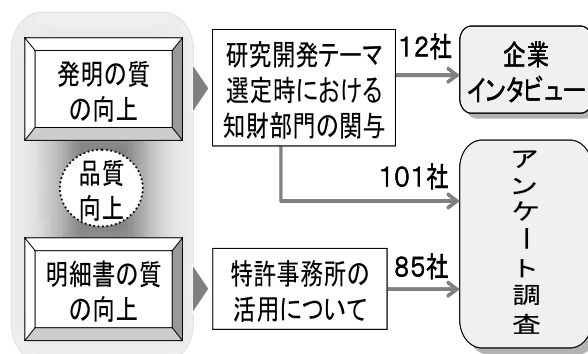 発明の質
の向上
品質
向上
明細書の質
の向上
研究開発テーマ
選定時における
知財部門の関与
特許事務所の
活用について
12社
101社
85社
企業
インタビュー
アンケート調査